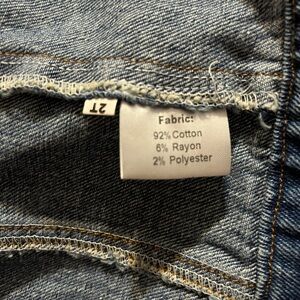 2T
Fabric:
92% Cotton
6% Rayon
2% Polyester